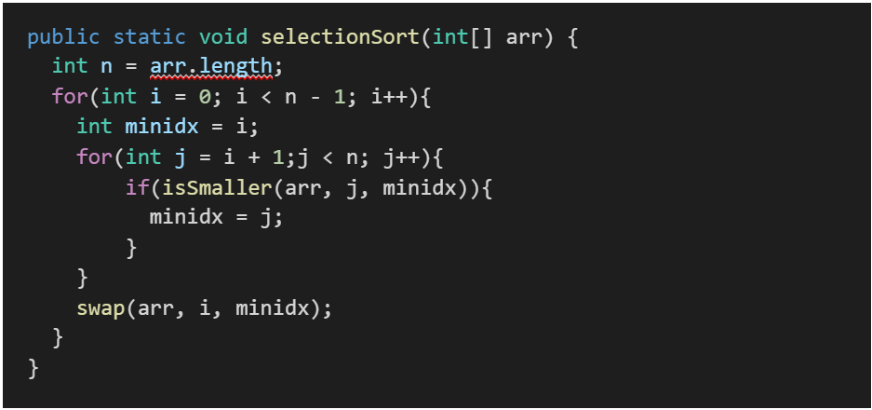 public static void selectionSort(int[] arr) {
  int n = arr.length;
  for(int i = 0; i < n - 1; i++){
    int minidx = i;
    for(int j = i + 1;j < n; j++){
        if(isSmaller(arr, j, minidx)){
          minidx = j;
        }
    }
    swap(arr, i, minidx);
  }
}